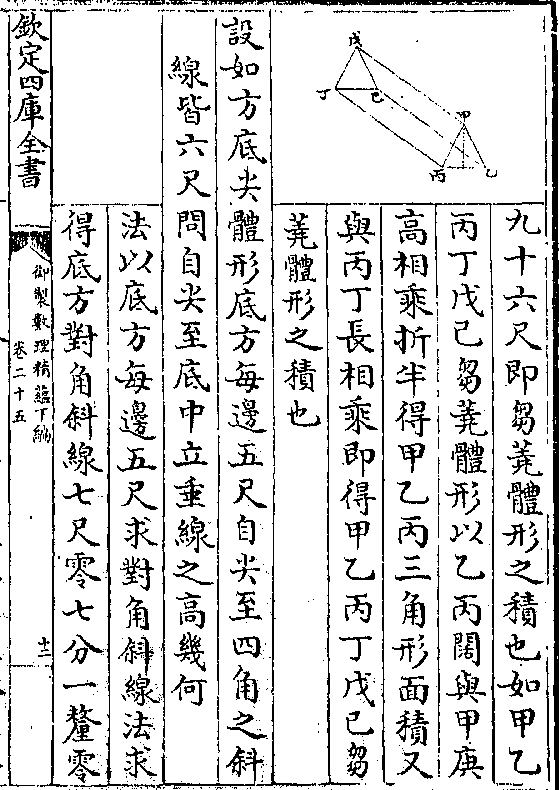 九十六尺即芻蕘體形之積也如甲乙
丙丁戊己芻蕘體形以乙丙闊與甲庚
高相乘折半得甲乙丙三角形面積又
與丙丁長相乘即得甲乙丙丁戊己芻
蕘體形之積也
設如方底尖體形底方每邊五尺自尖至四角之斜
線皆六尺問自尖至底中立垂線之高幾何
法以底方每邊五尺求對角斜線法求
得底方對角斜線七尺零七分一釐零
戊
丁
己
甲
丙
乙
欽定四庫全書
御製數理精蘊下編
卷二十五
十二